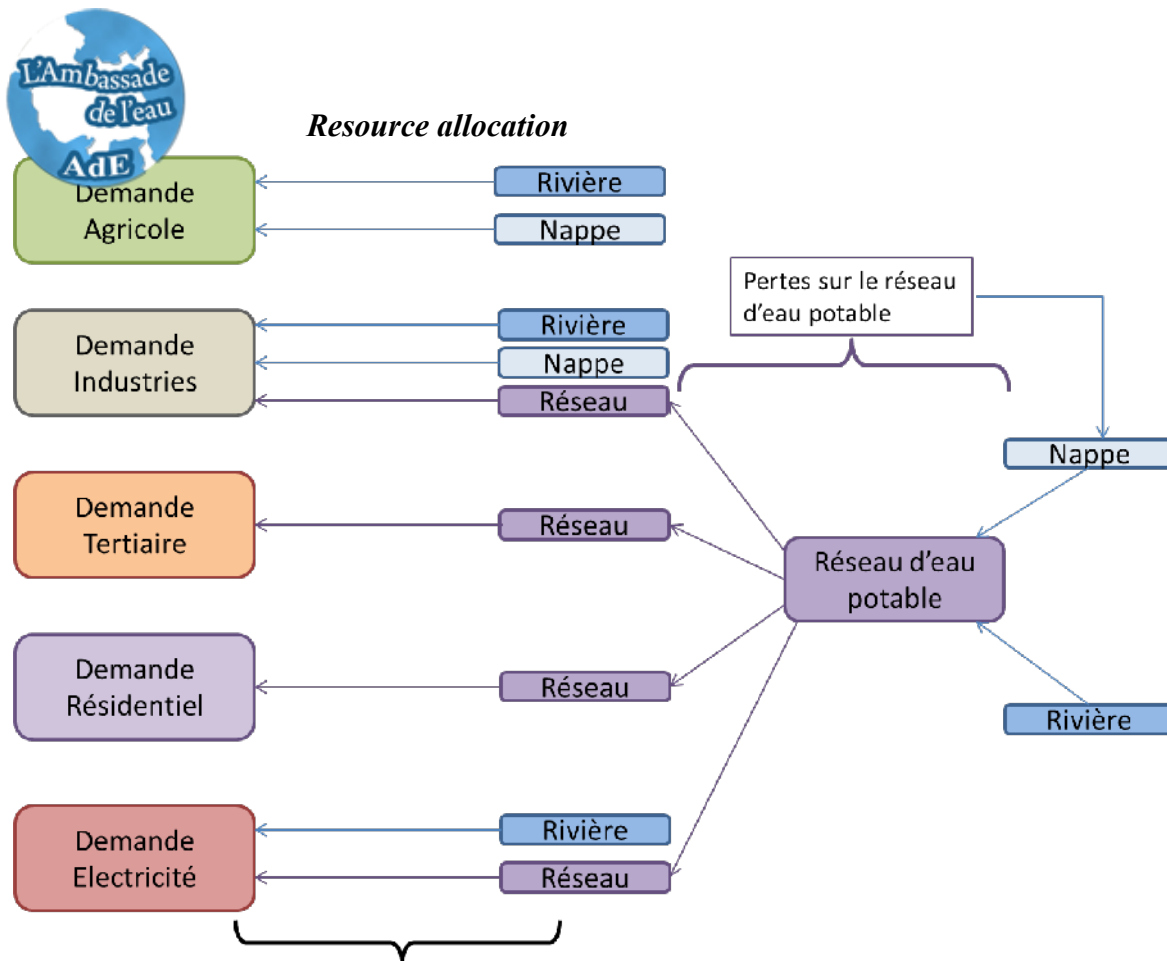 L'Ambassade
de l'eau
AdE
Resource allocation
Demande
Agricole
Rivière
Nappe
Pertes sur le réseau
d'eau potable
Demande
Industries
Rivière
Nappe
Réseau
Nappe
Demande
Tertiaire
Réseau
Réseau d'eau
potable
Demande
Résidentiel
Réseau
Rivière
Demande
Electricité
Rivière
Réseau